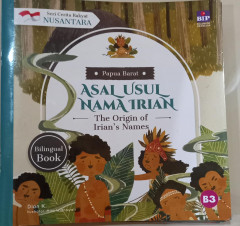 Seri Cerita Rakyat
NUSANTARA
BIP
Papua Barat
ASAL USUL
NAMA IRIAN
The Origin of
Irian's Names
Bilingual
Book
Dian K.
B3